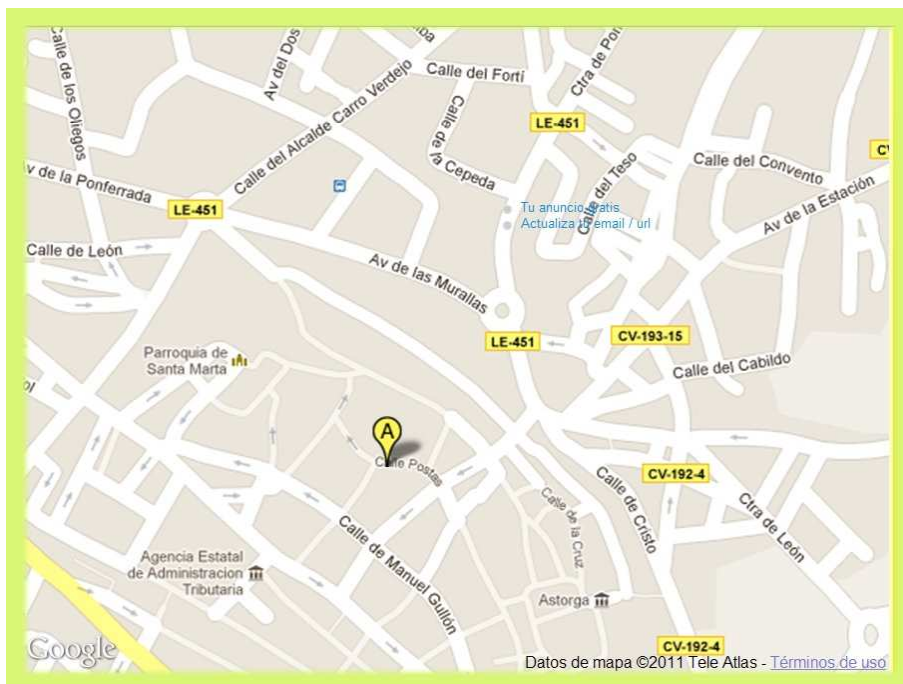 Calle de los Oliegos
Av del Dos
Calle del Alcalde Carro Verdejo
Calle del Fortí
Ctra de Pon
Calle de la Cepeda
LE-451
Calle del Teso
Calle del Convento
CV
Av de la Estación
v de la Ponferrada
LE-451
Tu anuncio gratis
Actualiza tu email / url
Calle de León
Av de las Murallas
LE-451
CV-193-15
Parroquia de
Santa Marta
Calle del Cabildo
A
Calle Postas
CV-192-4
Calle de Cristo
Calle de la Cruz
Ctra de León
Calle de Manuel Gullón
Agencia Estatal
de Administracion
Tributaria
Astorga
CV-192-4
Google
Datos de mapa ©2011 Tele Atlas - Términos de uso